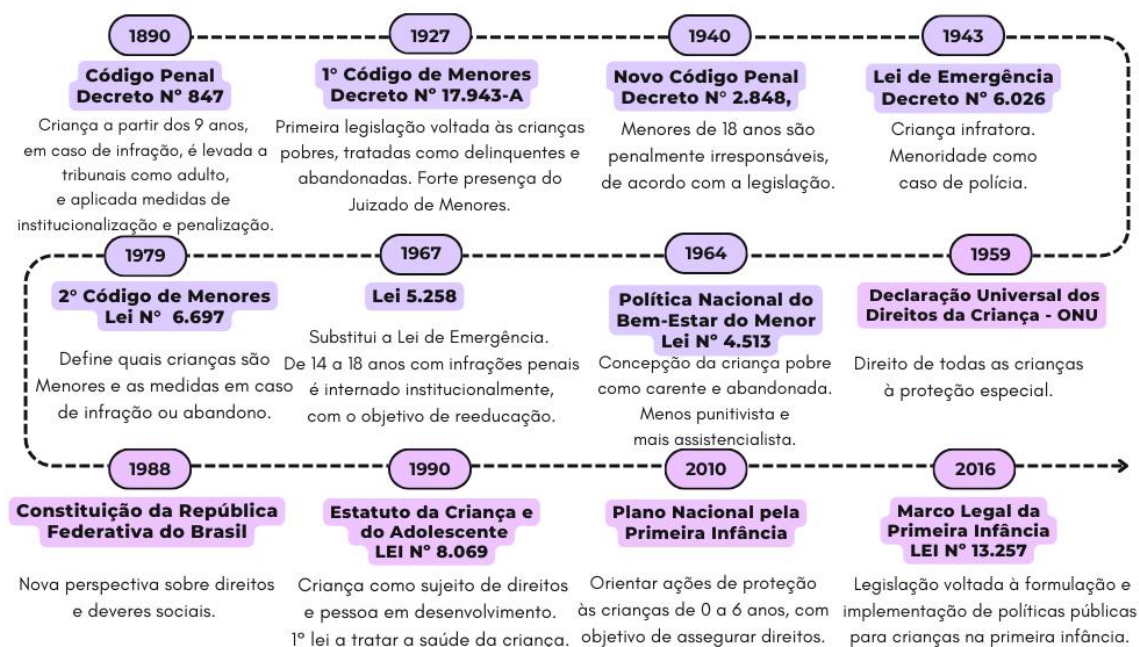 1890
Código Penal
Decreto Nº 847
Criança a partir dos 9 anos,
em caso de infração, é levada a
tribunais como adulto,
e aplicada medidas de
institucionalização e penalização.
1927
1° Código de Menores
Decreto Nº 17.943-A
Primeira legislação voltada às crianças
pobres, tratadas como delinquentes e
abandonadas. Forte presença do
Juizado de Menores.
1940
Novo Código Penal
Decreto N° 2.848,
Menores de 18 anos são
penalmente irresponsáveis,
de acordo com a legislação.
1943
Lei de Emergência
Decreto Nº 6.026
Criança infratora.
Menoridade como
caso de polícia.
1979
2° Código de Menores
Lei N° 6.697
Define quais crianças são
Menores e as medidas em caso
de infração ou abandono.
1967
Lei 5.258
Substitui a Lei de Emergência.
De 14 a 18 anos com infrações penais
é internado institucionalmente,
com o objetivo de reeducação.
1964
Política Nacional do
Bem-Estar do Menor
Lei Nº 4.513
Concepção da criança pobre
como carente e abandonada.
Menos punitivista e
mais assistencialista.
1959
Declaração Universal dos
Direitos da Criança - ONU
Direito de todas as crianças
à proteção especial.
1988
Constituição da República
Federativa do Brasil
Nova perspectiva sobre direitos
e deveres sociais.
1990
Estatuto da Criança e
do Adolescente
LEI Nº 8.069
Criança como sujeito de direitos
e pessoa em desenvolvimento.
1° lei a tratar a saúde da criança.
2010
Plano Nacional pela
Primeira Infância
Orientar ações de proteção
às crianças de 0 a 6 anos, com
objetivo de assegurar direitos.
2016
Marco Legal da
Primeira Infância
LEI Nº 13.257
Legislação voltada à formulação e
implementação de políticas públicas
para crianças na primeira infância.